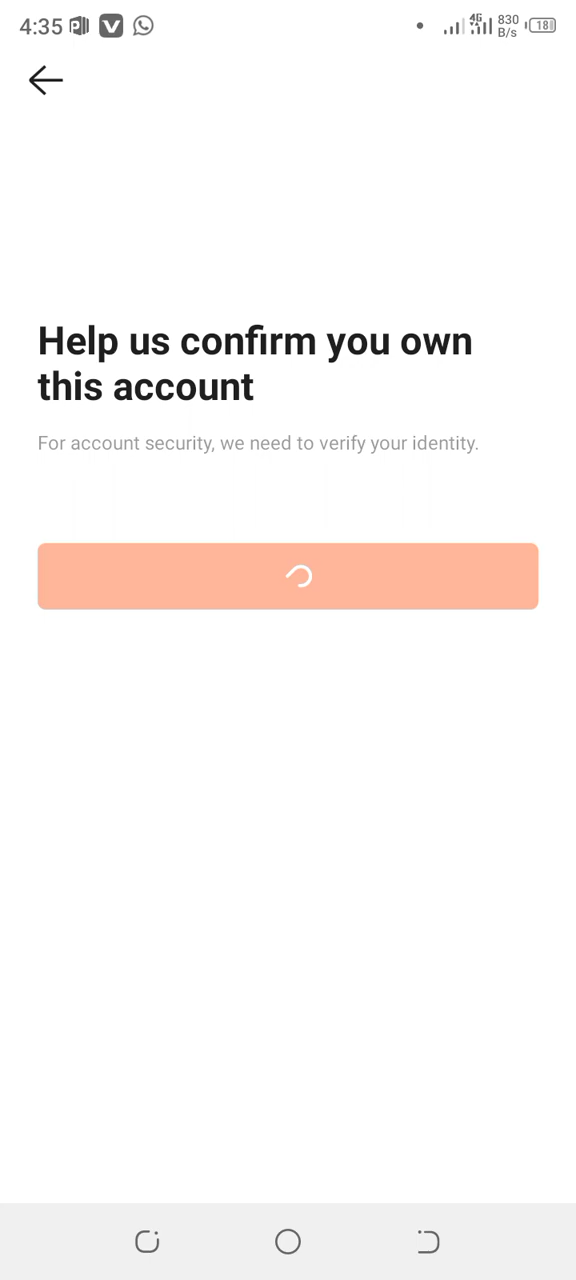 4:35
4G
830
B/s
18
Help us confirm you own
this account
For account security, we need to verify your identity.